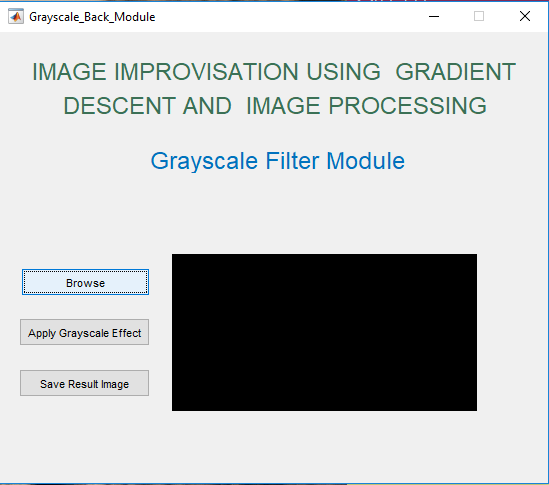 Grayscale_Back_Module
IMAGE IMPROVISATION USING  GRADIENT
DESCENT AND  IMAGE PROCESSING
Grayscale Filter Module
Browse
Apply Grayscale Effect
Save Result Image